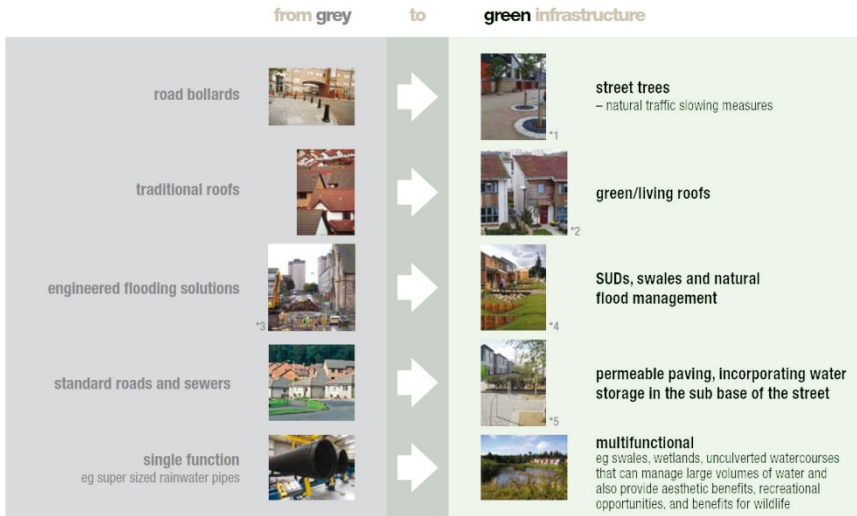 from grey to green infrastructure
road bollards
street trees
– natural traffic slowing measures
*1
traditional roofs
green/living roofs
*2
engineered flooding solutions
*3
SUDs, swales and natural
flood management
*4
standard roads and sewers
permeable paving, incorporating water
storage in the sub base of the street
*5
single function
eg super sized rainwater pipes
multifunctional
eg swales, wetlands, unculverted watercourses
that can manage large volumes of water and
also provide aesthetic benefits, recreational
opportunities, and benefits for wildlife